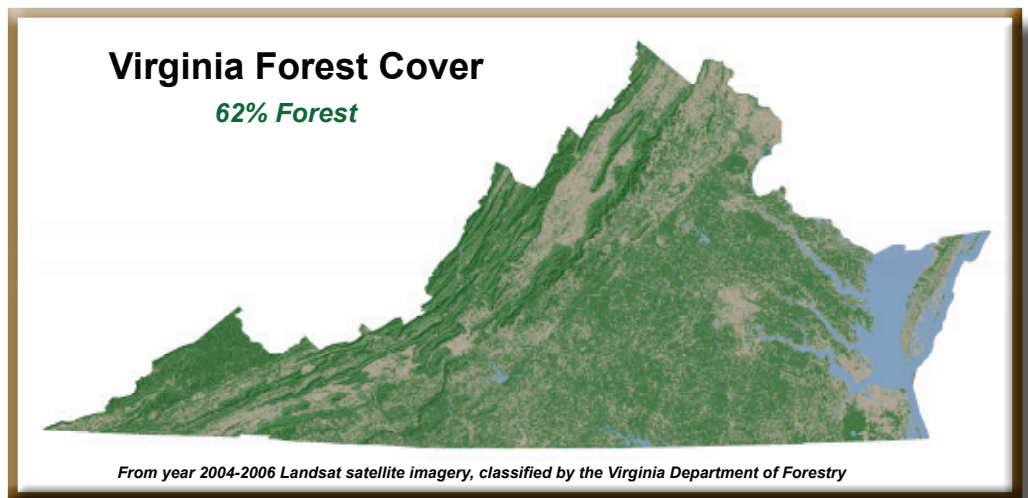 Virginia Forest Cover
62% Forest
From year 2004-2006 Landsat satellite imagery, classified by the Virginia Department of Forestry